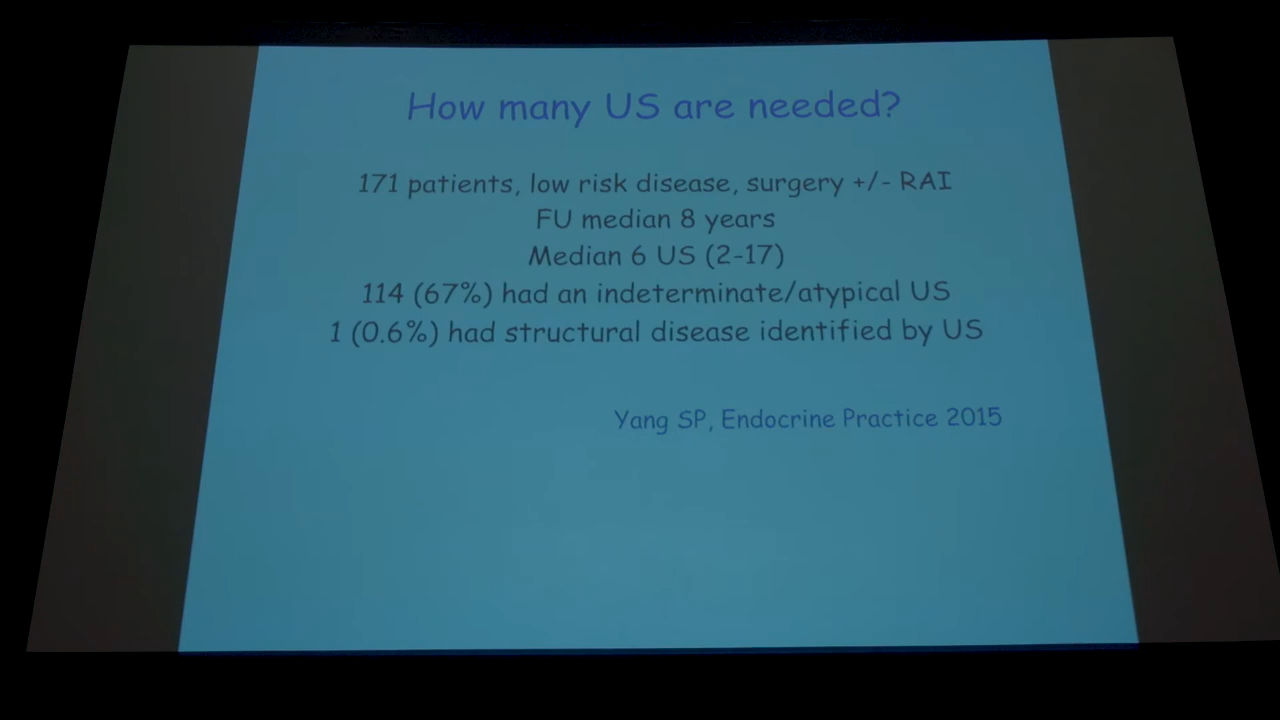 How many US are needed?
171 patients, low risk disease, surgery +/- RAI
FU median 8 years
Median 6 US (2-17)
114 (67%) had an indeterminate/atypical US
1 (0.6%) had structural disease identified by US
Yang SP, Endocrine Practice 2015